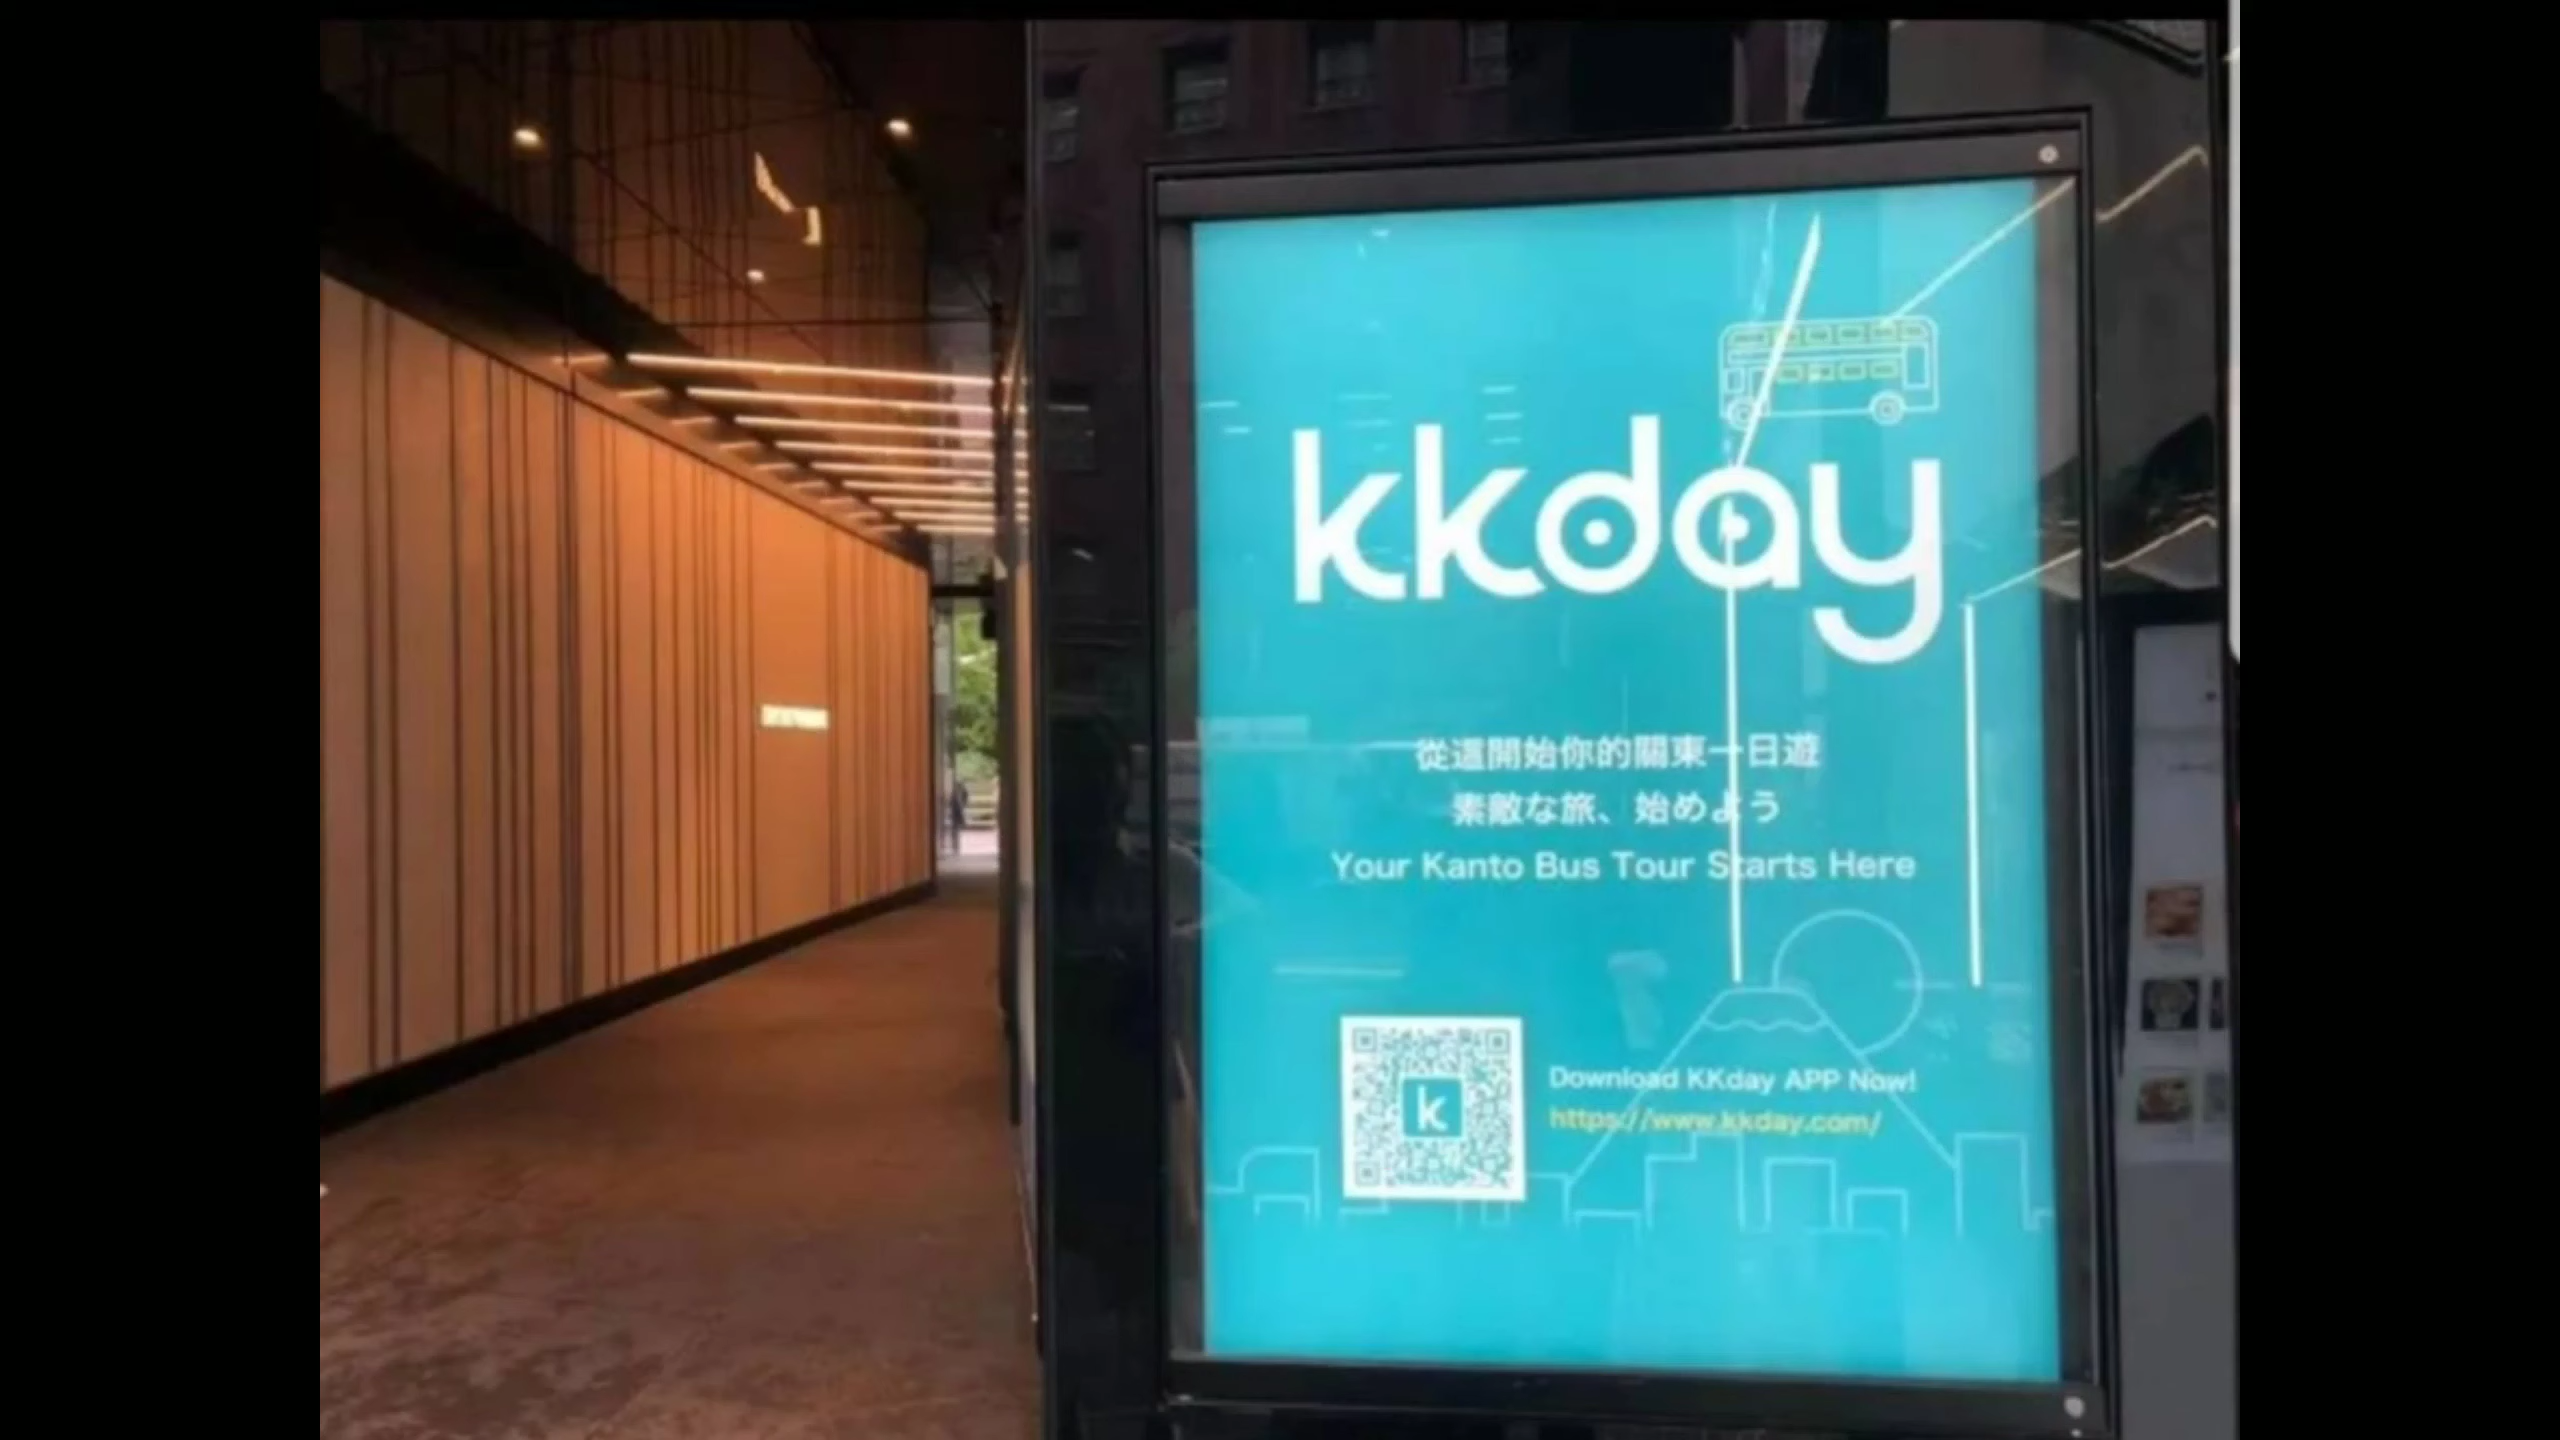 kkday
從這開始你的關東一日遊
素敵な旅、始めよう
Your Kanto Bus Tour Starts Here
k
Download KKday APP Now!
https://www.kkday.com/